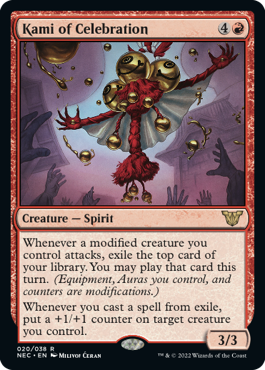 Kami of Celebration 4
Creature — Spirit
Whenever a modified creature you
control attacks, exile the top card of
your library. You may play that card this
turn. (Equipment, Auras you control, and
counters are modifications.)
Whenever you cast a spell from exile,
put a +1/+1 counter on target creature
you control.
3/3
020/038 R
NEC • EN Milivoj Ćeran
™ & © 2022 Wizards of the Coast